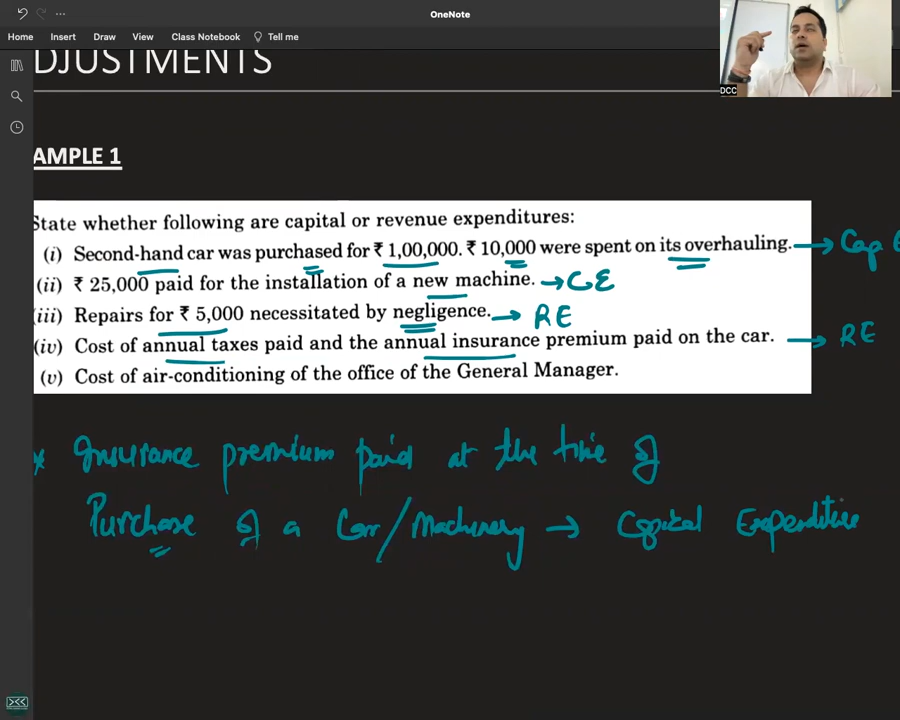 OneNote
Home Insert Draw View Class Notebook Tell me
DCC
DJUSTMENTS
AMPLE 1
State whether following are capital or revenue expenditures:
(i) Second-hand car was purchased for ₹ 1,00,000. ₹ 10,000 were spent on its overhauling. → Cap E
(ii) ₹ 25,000 paid for the installation of a new machine. → CE
(iii) Repairs for ₹ 5,000 necessitated by negligence. → RE
(iv) Cost of annual taxes paid and the annual insurance premium paid on the car. → RE
(v) Cost of air-conditioning of the office of the General Manager.
* Insurance premium paid at the time of
Purchase of a Car/Machinery → Capital Expenditure